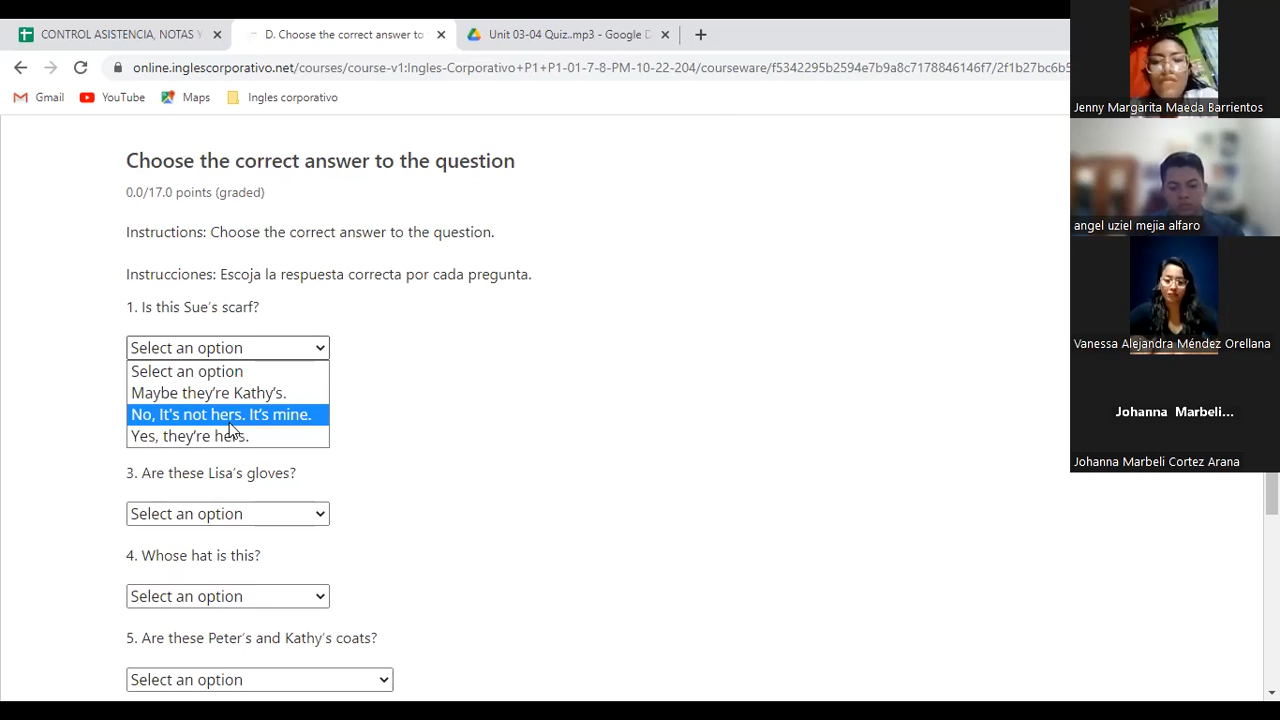 CONTROL ASISTENCIA, NOTAS Y
D. Choose the correct answer to
Unit 03-04 Quiz..mp3 - Google D
online.inglescorporativo.net/courses/course-v1:Ingles-Corporativo+P1+P1-01-7-8-PM-10-22-204/courseware/f5342295b2594e7b9a8c7178846146f7/2f1b27bc6b5
Gmail
YouTube
Maps
Ingles corporativo
Choose the correct answer to the question
0.0/17.0 points (graded)
Instructions: Choose the correct answer to the question.
Instrucciones: Escoja la respuesta correcta por cada pregunta.
1. Is this Sue's scarf?
Select an option
Select an option
Maybe they're Kathy's.
No, It's not hers. It's mine.
Yes, they're hers.
3. Are these Lisa's gloves?
Select an option
4. Whose hat is this?
Select an option
5. Are these Peter's and Kathy's coats?
Select an option
Jenny Margarita Maeda Barrientos
angel uziel mejia alfaro
Vanessa Alejandra Méndez Orellana
Johanna Marbeli...
Johanna Marbeli Cortez Arana